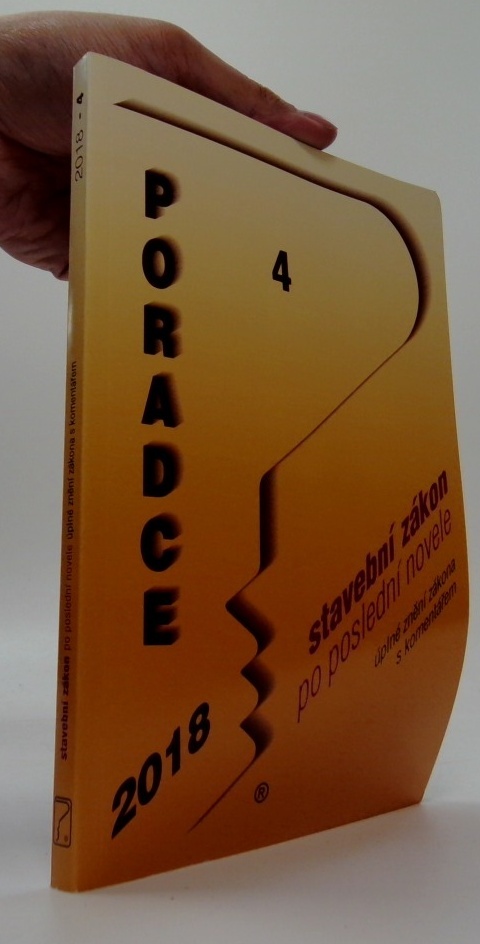 PORADCE
4
stavební zákon
po poslední novele
úplné znění zákona
s komentářem
2018
®
2018 - 4
stavební zákon po poslední novele úplné znění zákona s komentářem